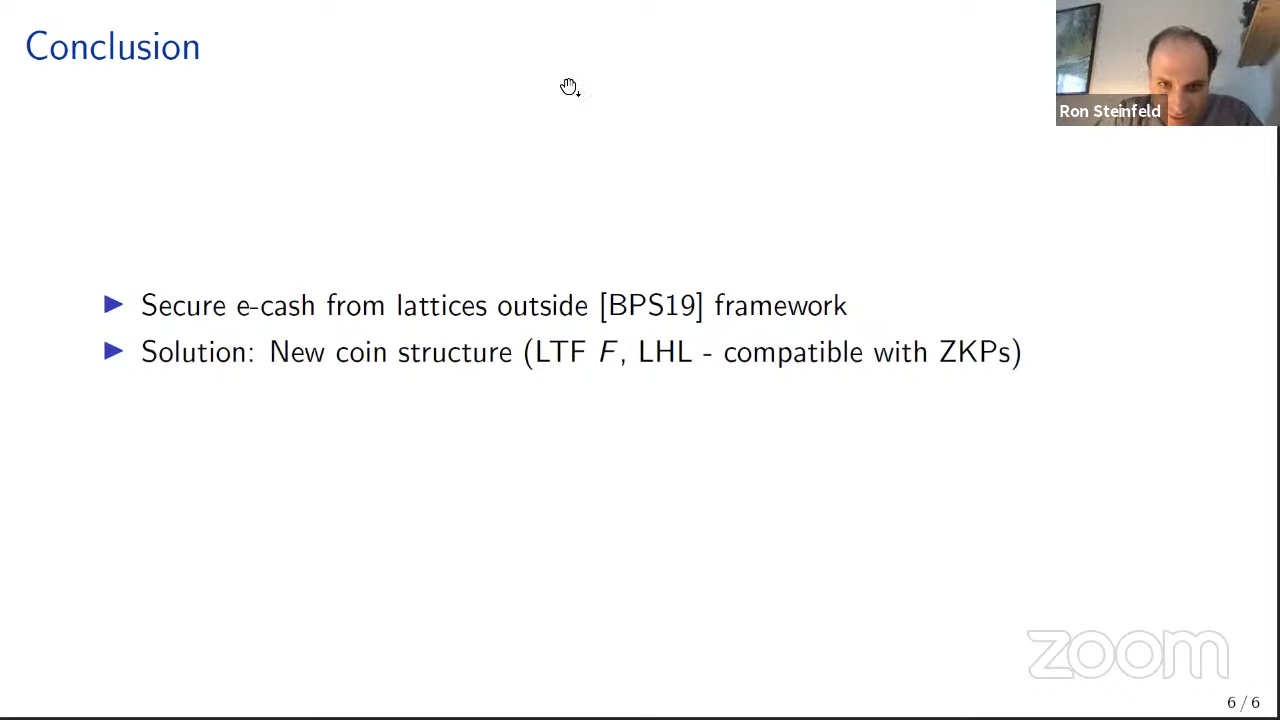 Conclusion
Ron Steinfeld
▶ Secure e-cash from lattices outside [BPS19] framework
▶ Solution: New coin structure (LTF F, LHL - compatible with ZKPs)
zoom
6 / 6